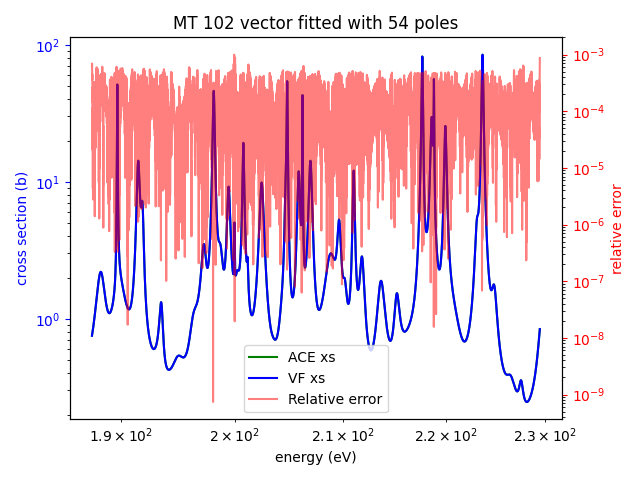 MT 102 vector fitted with 54 poles
10²
10¹
10⁰
cross section (b)
10⁻³
10⁻⁴
10⁻⁵
10⁻⁶
10⁻⁷
10⁻⁸
10⁻⁹
relative error
ACE xs
VF xs
Relative error
1.9 × 10² 2 × 10² 2.1 × 10² 2.2 × 10² 2.3 × 10²
energy (eV)